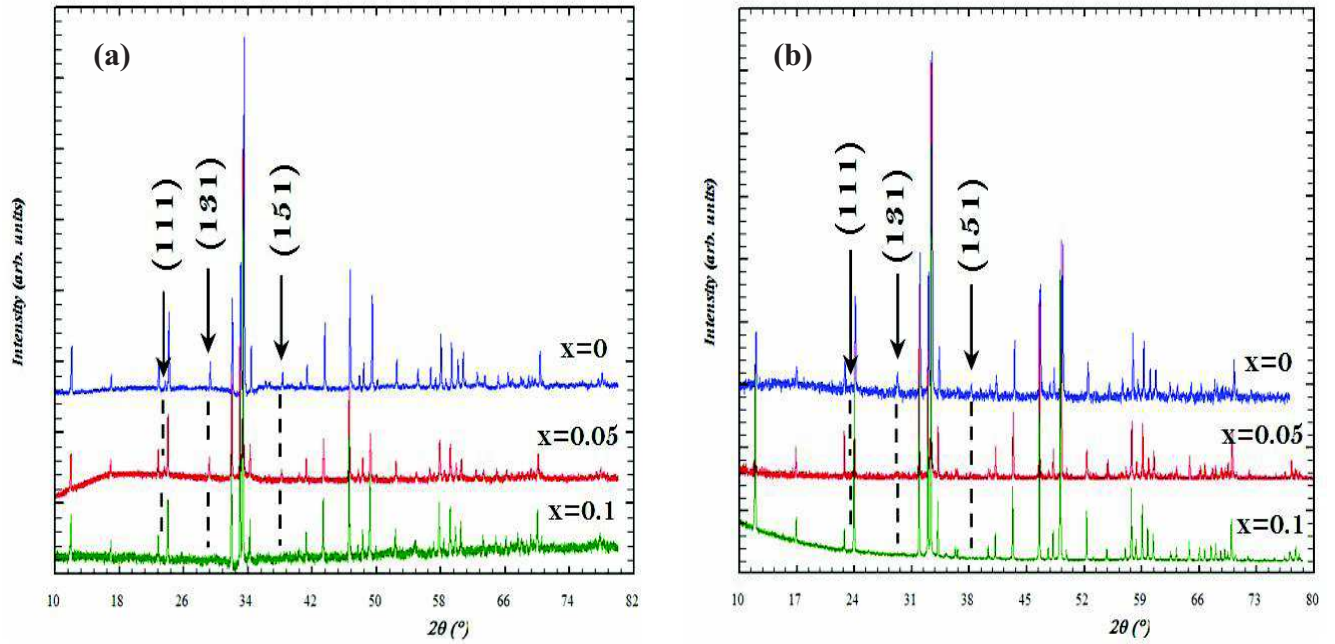 (a)
(111)
(131)
(151)
x=0
x=0.05
x=0.1
Intensity (arb. units)
10 18 26 34 42 50 58 66 74 82
2θ (°)
(b)
(111)
(131)
(151)
x=0
x=0.05
x=0.1
Intensity (arb. units)
10 17 24 31 38 45 52 59 66 73 80
2θ (°)